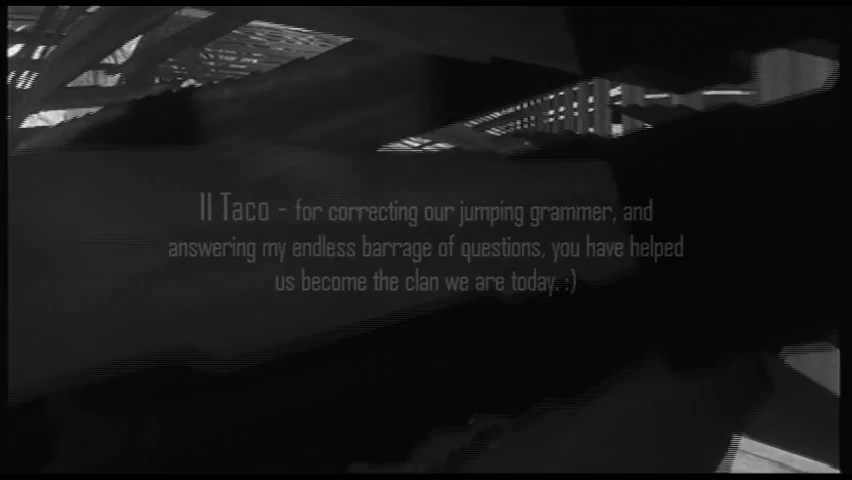 II Taco - for correcting our jumping grammer, and
answering my endless barrage of questions, you have helped
us become the clan we are today. :)